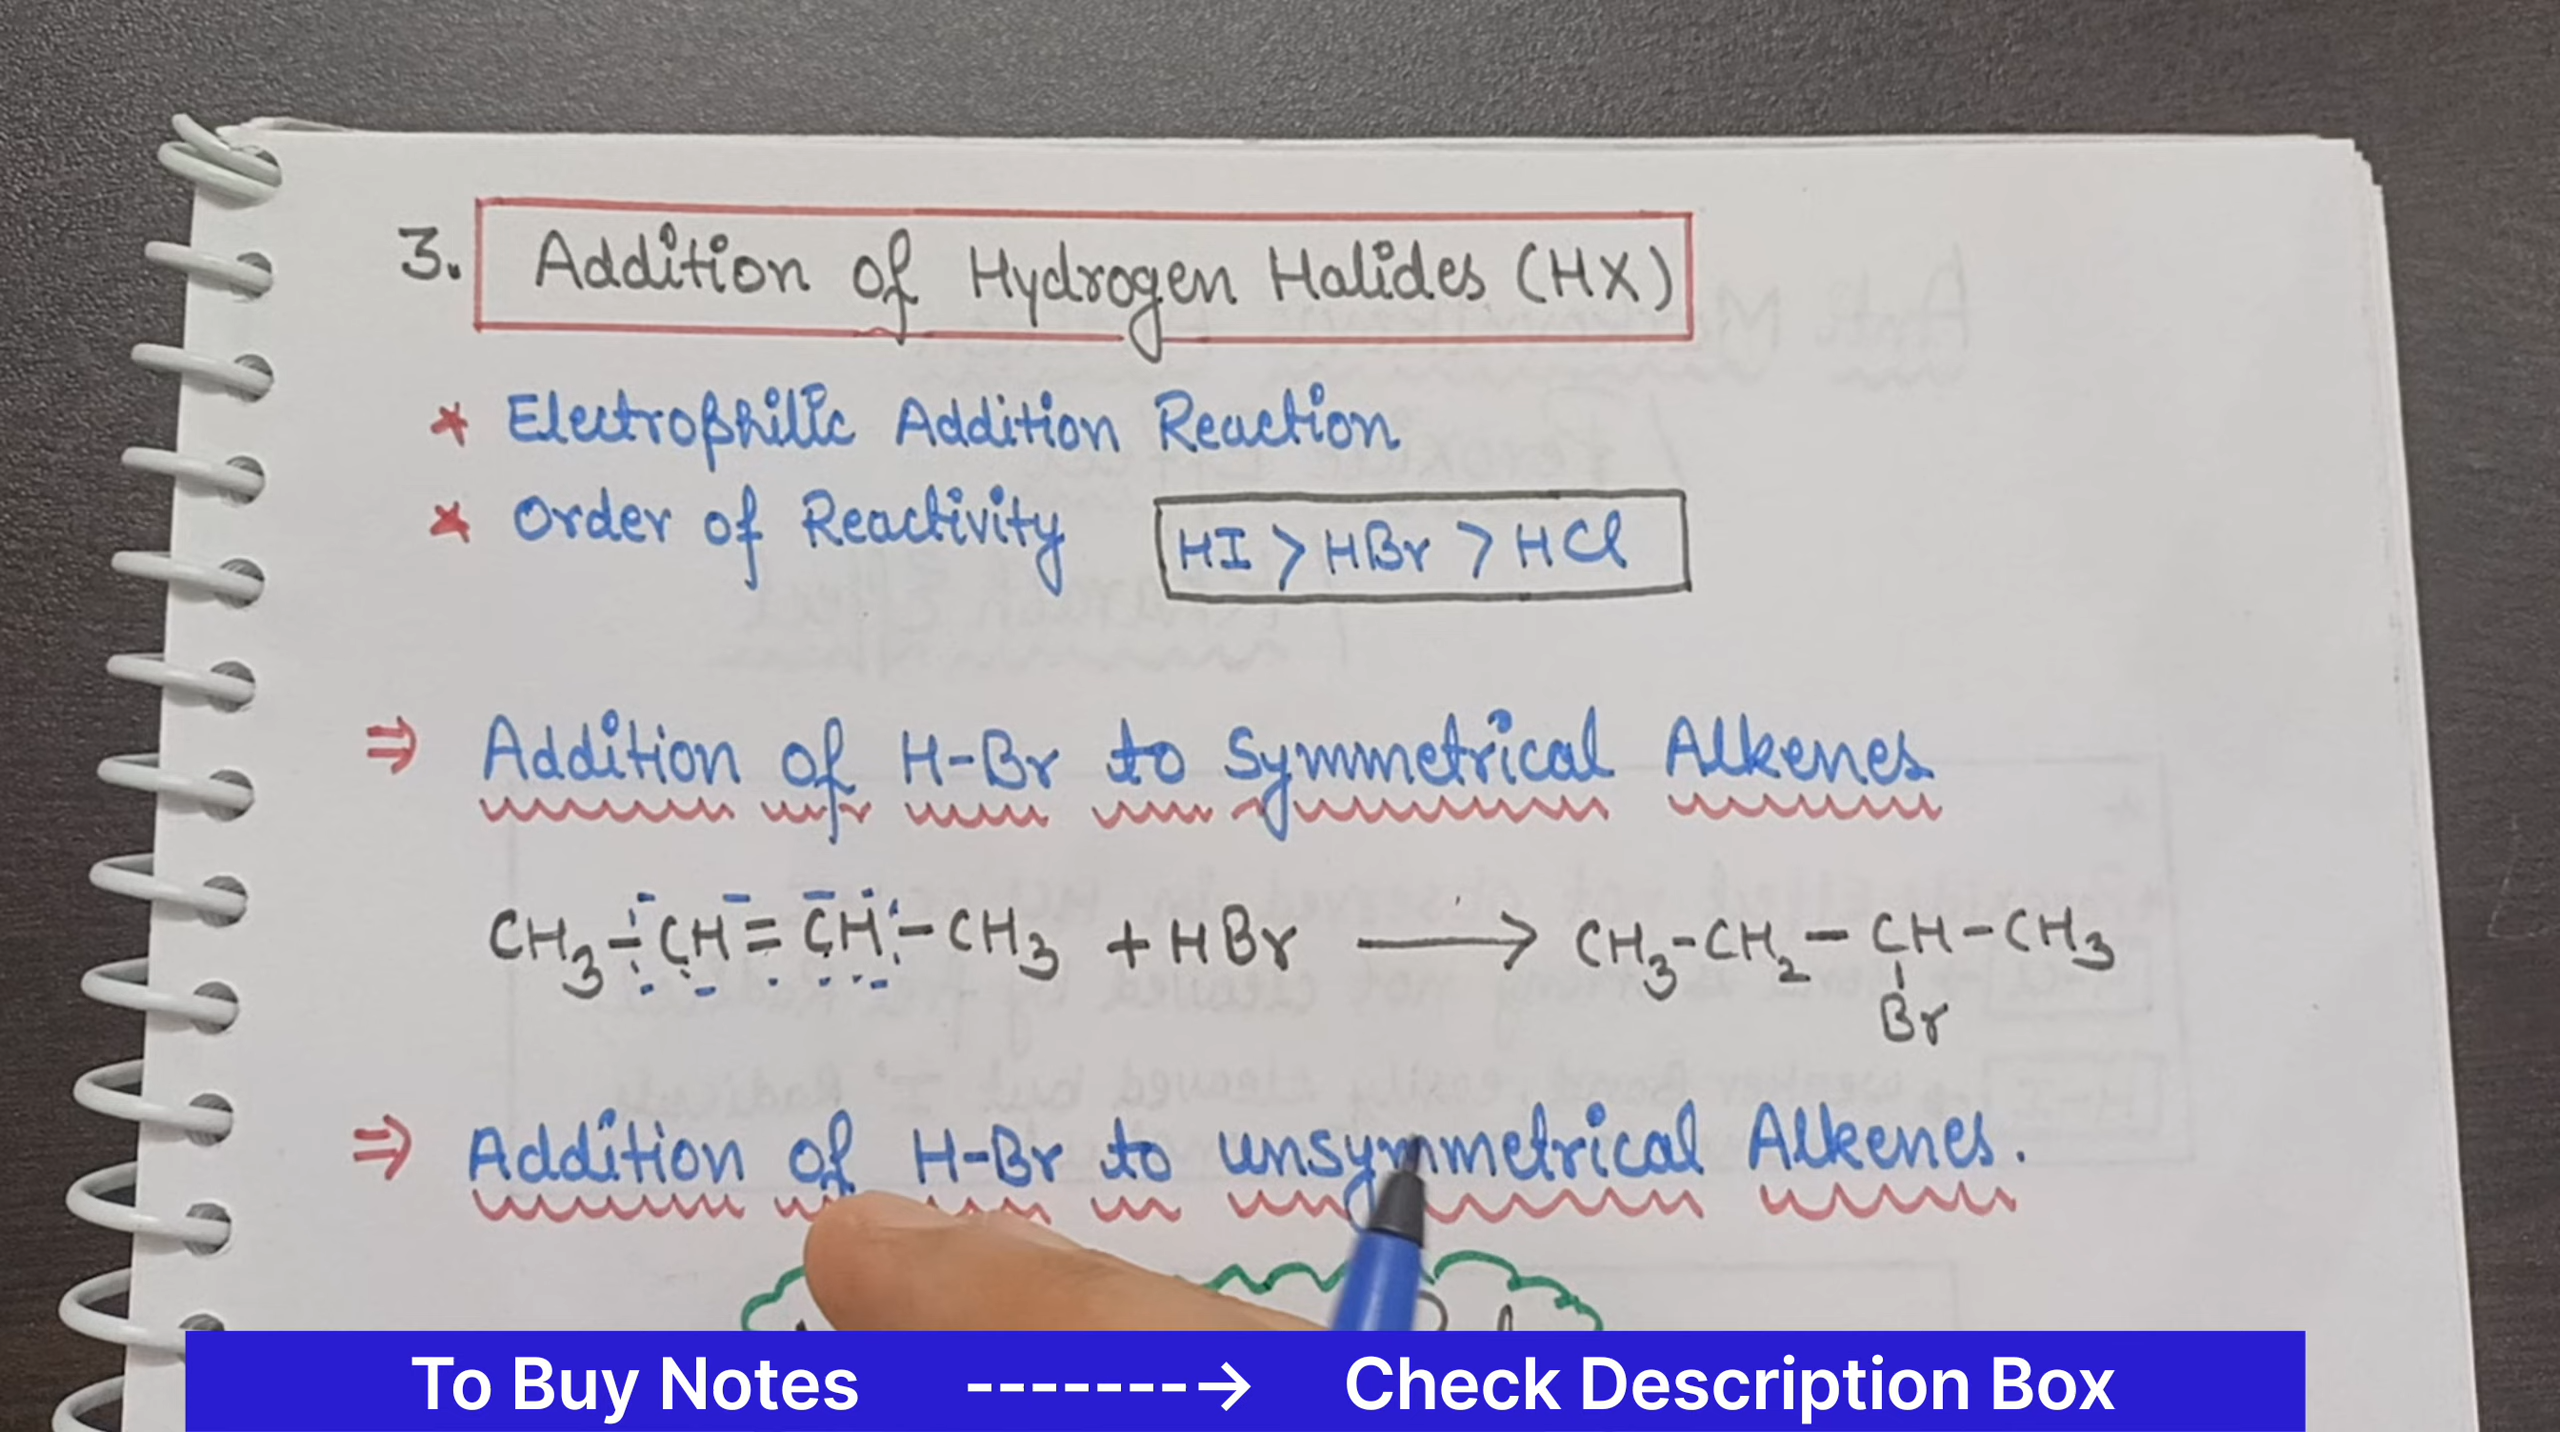 3. Addition of Hydrogen Halides (HX)
* Electrophilic Addition Reaction
* Order of Reactivity HI > HBr > HCl
⇒ Addition of H-Br to Symmetrical Alkenes
CH₃-CH=CH-CH₃ + HBr ⟶ CH₃-CH₂-CH-CH₃
Br
⇒ Addition of H-Br to unsymmetrical Alkenes.
To Buy Notes -------→ Check Description Box